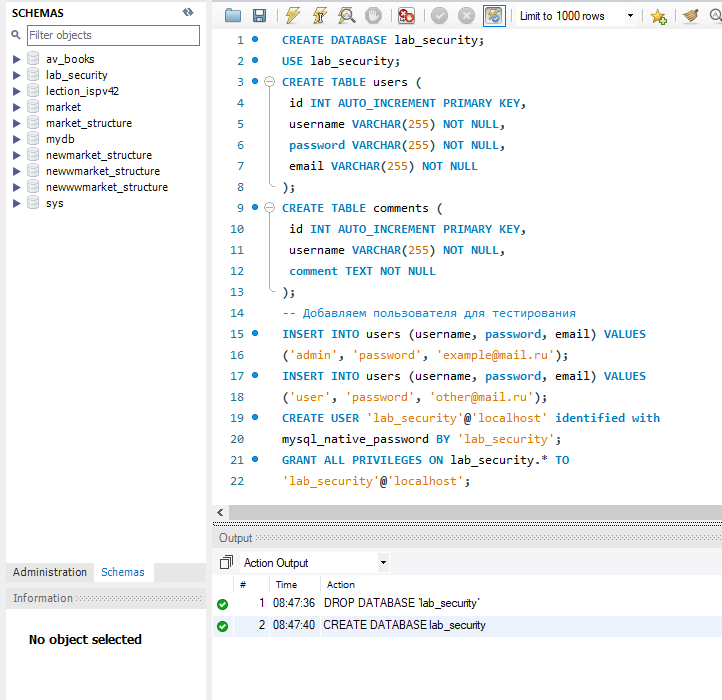 SCHEMAS
Filter objects
av_books
lab_security
lection_ispv42
market
market_structure
mydb
newmarket_structure
newwmarket_structure
newwwmarket_structure
sys
Administration Schemas
Information
No object selected
Limit to 1000 rows
1 CREATE DATABASE lab_security;
2 USE lab_security;
3 CREATE TABLE users (
4 id INT AUTO_INCREMENT PRIMARY KEY,
5 username VARCHAR(255) NOT NULL,
6 password VARCHAR(255) NOT NULL,
7 email VARCHAR(255) NOT NULL
8 );
9 CREATE TABLE comments (
10 id INT AUTO_INCREMENT PRIMARY KEY,
11 username VARCHAR(255) NOT NULL,
12 comment TEXT NOT NULL
13 );
14 -- Добавляем пользователя для тестирования
15 INSERT INTO users (username, password, email) VALUES
16 ('admin', 'password', 'example@mail.ru');
17 INSERT INTO users (username, password, email) VALUES
18 ('user', 'password', 'other@mail.ru');
19 CREATE USER 'lab_security'@'localhost' identified with
20 mysql_native_password BY 'lab_security';
21 GRANT ALL PRIVILEGES ON lab_security.* TO
22 'lab_security'@'localhost';
Output
Action Output
# Time Action
1 08:47:36 DROP DATABASE `lab_security`
2 08:47:40 CREATE DATABASE lab_security